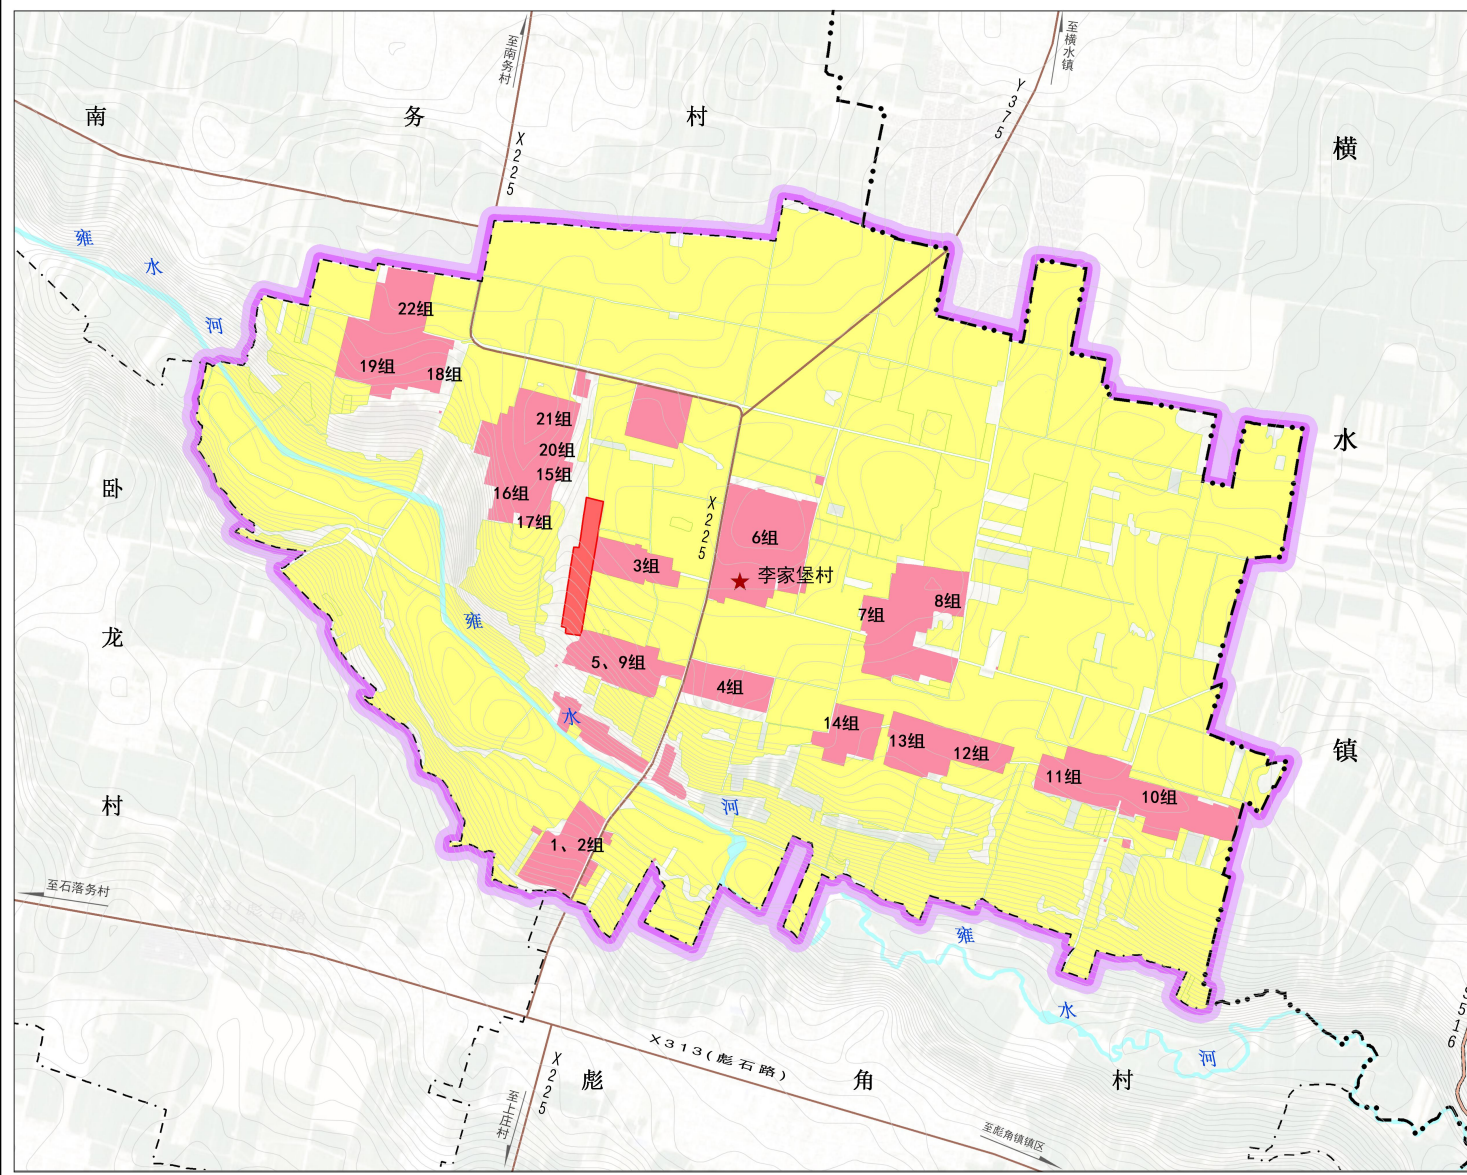 至南务村
至横水镇
南务村
X225
Y375
横水镇
雍水河
22组
19组
18组
21组
20组
15组
16组
17组
卧龙村
X225
6组
3组
李家堡村
8组
7组
雍水河
5、9组
4组
14组
13组
12组
11组
10组
1、2组
至石落务村
雍水河
S516
X313(彪石路)
彪角村
X225
至上庄村
至彪角镇镇区